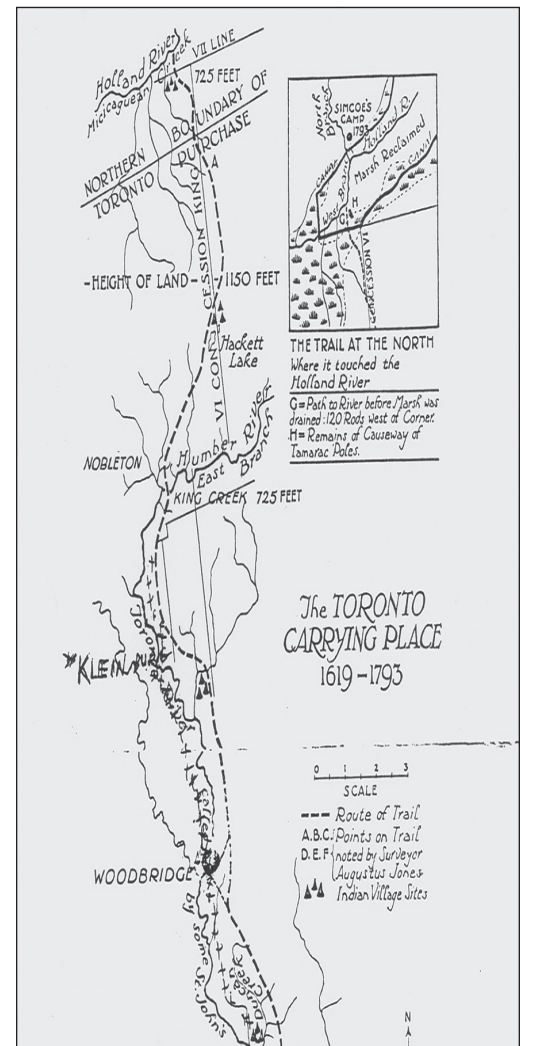 Holland River
Micicaguean Creek
VII LINE
725 FEET
NORTHERN BOUNDARY OF
TORONTO PURCHASE
A
VI CONCESSION KING
-HEIGHT OF LAND-
-1150 FEET
Hackett
Lake
NOBLETON
Humber River
East Branch
KING CREEK 725 FEET
KLEINBURG
WOODBRIDGE
by some St. John's
Duncan
Creek
North
Branch
SIMCOE'S
CAMP
1793
Holland R.
Canal
West Branch
Marsh Reclaimed
Canal
G
H
CONCESSION VI
THE TRAIL AT THE NORTH
Where it touched the
Holland River
G=Path to River before Marsh was
drained:120 Rods West of Corner.
H=Remains of Causeway of
Tamarac Poles.
The TORONTO
CARRYING PLACE
1619-1793
0 1 2 3
SCALE
Route of Trail
A.B.C. Points on Trail
D.E.F noted by Surveyor
Augustus Jones
Indian Village Sites
N